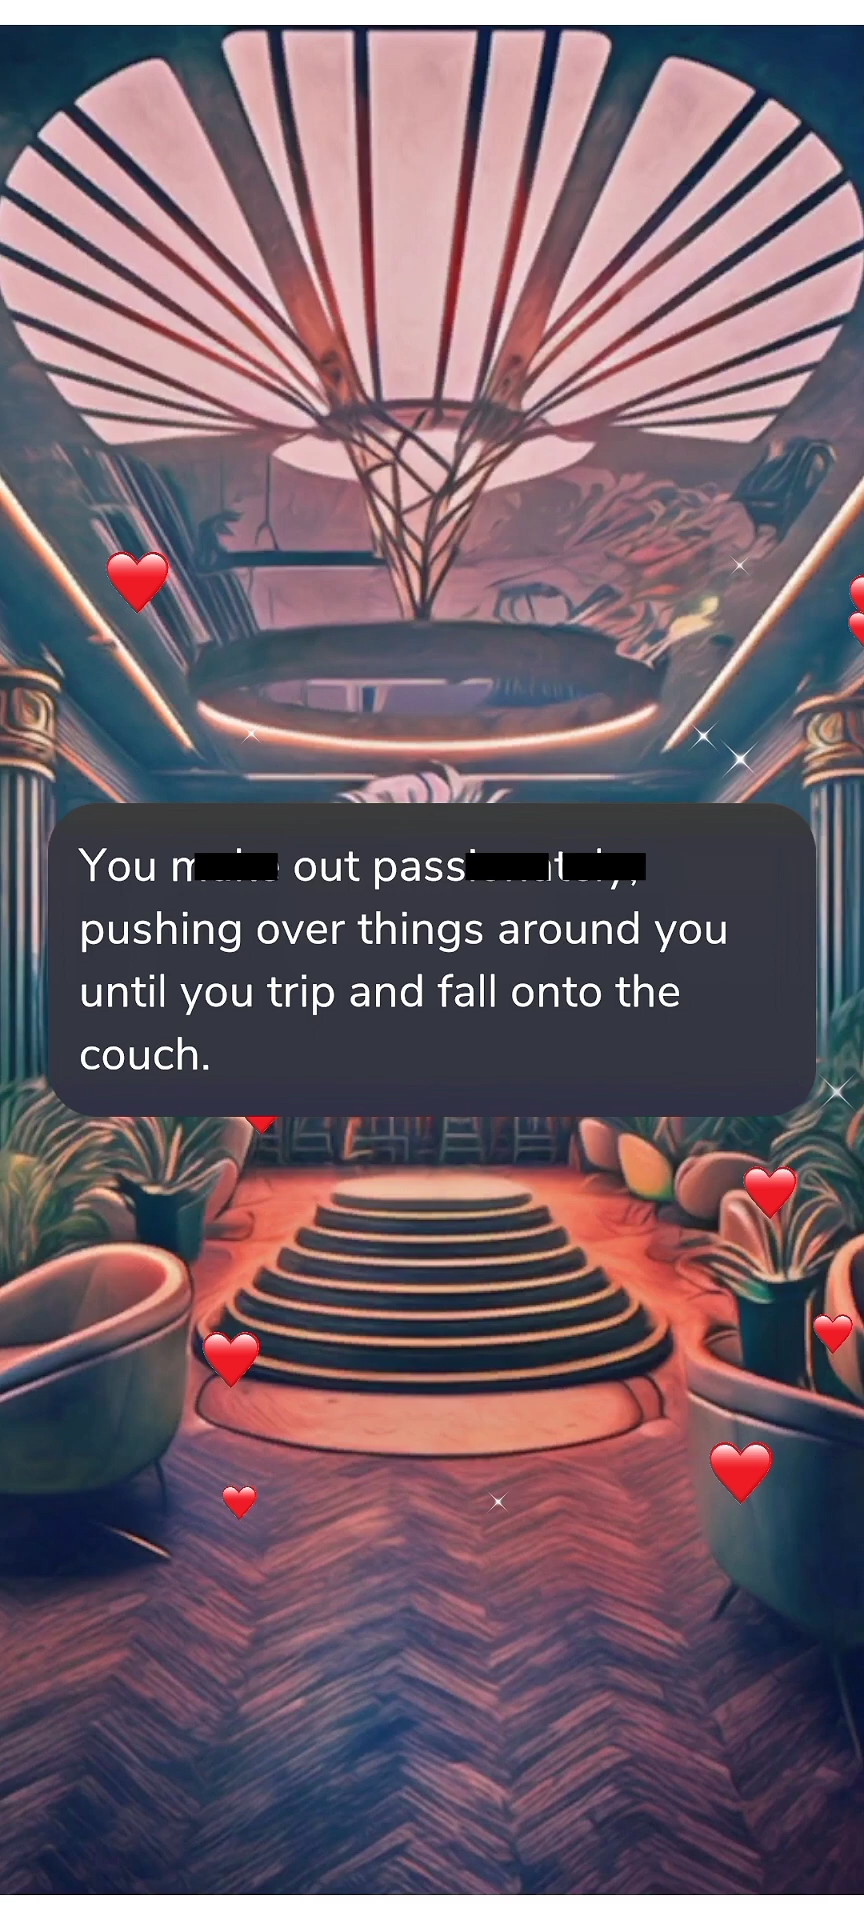 You out
pushing over things around you
until you trip and fall onto the
couch.